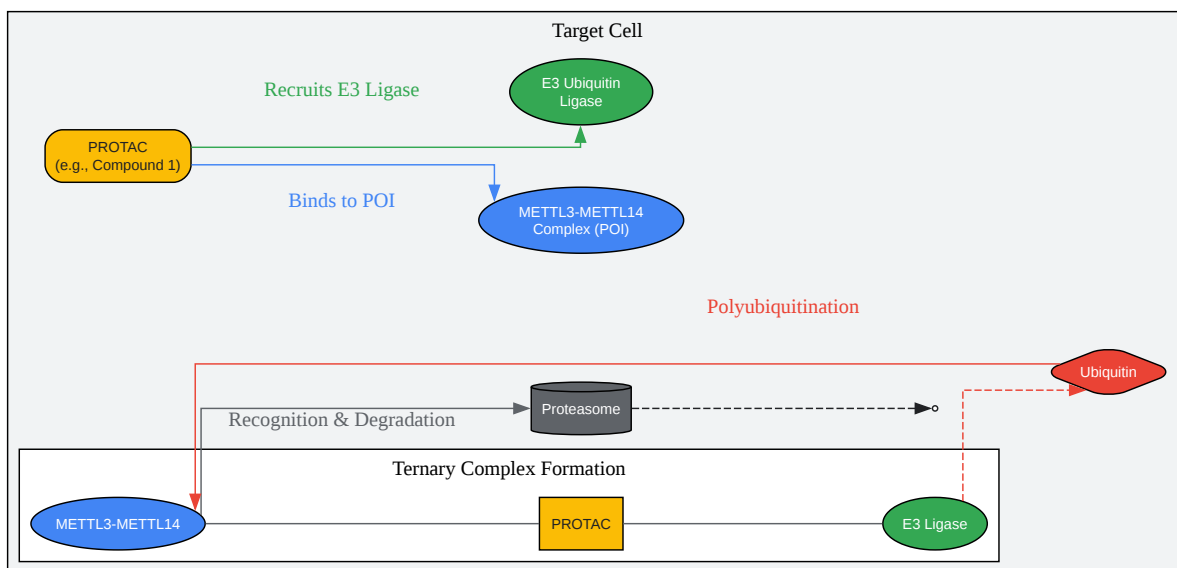 Target Cell
Recruits E3 Ligase
E3 Ubiquitin
Ligase
PROTAC
(e.g., Compound 1)
Binds to POI
METTL3-METTL14
Complex (POI)
Polyubiquitination
Ubiquitin
Proteasome
Recognition & Degradation
Ternary Complex Formation
METTL3-METTL14
PROTAC
E3 Ligase